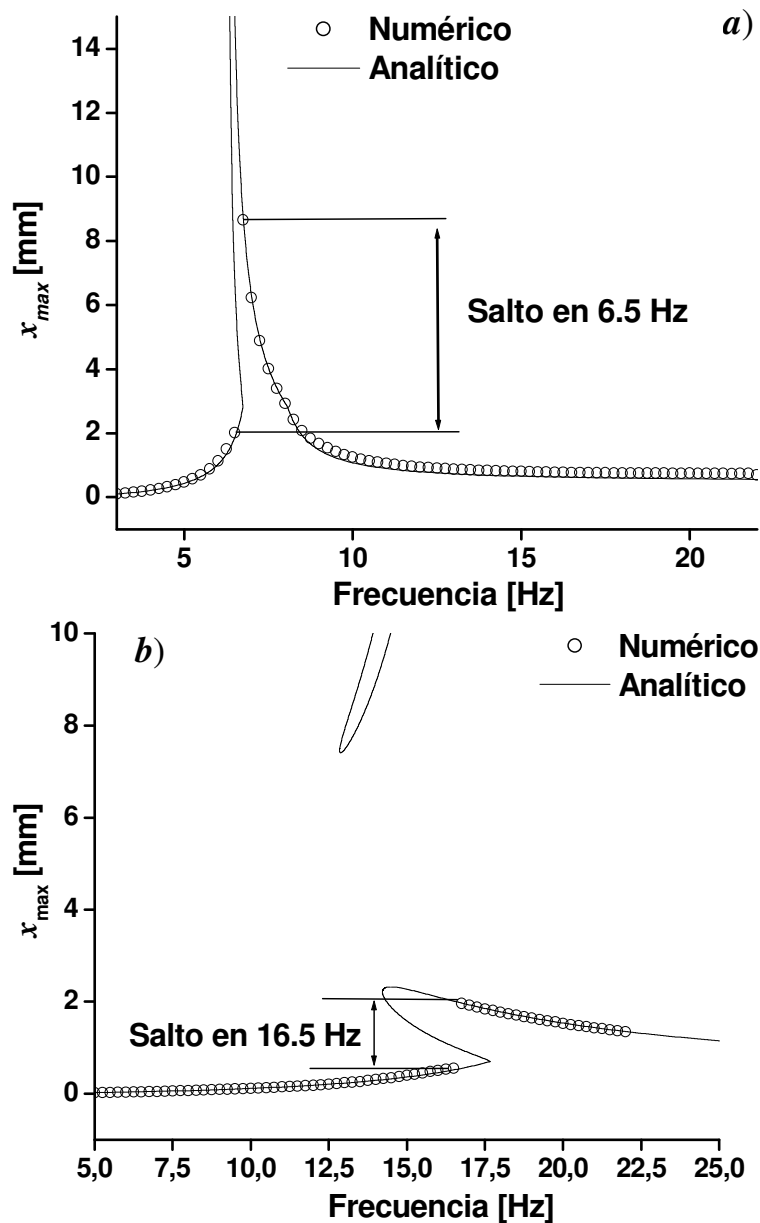 a)
Numérico
Analítico
14
12
10
8
6
4
2
0
x_max [mm]
Salto en 6.5 Hz
5
10
15
20
Frecuencia [Hz]
b)
Numérico
Analítico
10
8
6
4
2
0
x_max [mm]
Salto en 16.5 Hz
5,0
7,5
10,0
12,5
15,0
17,5
20,0
22,5
25,0
Frecuencia [Hz]